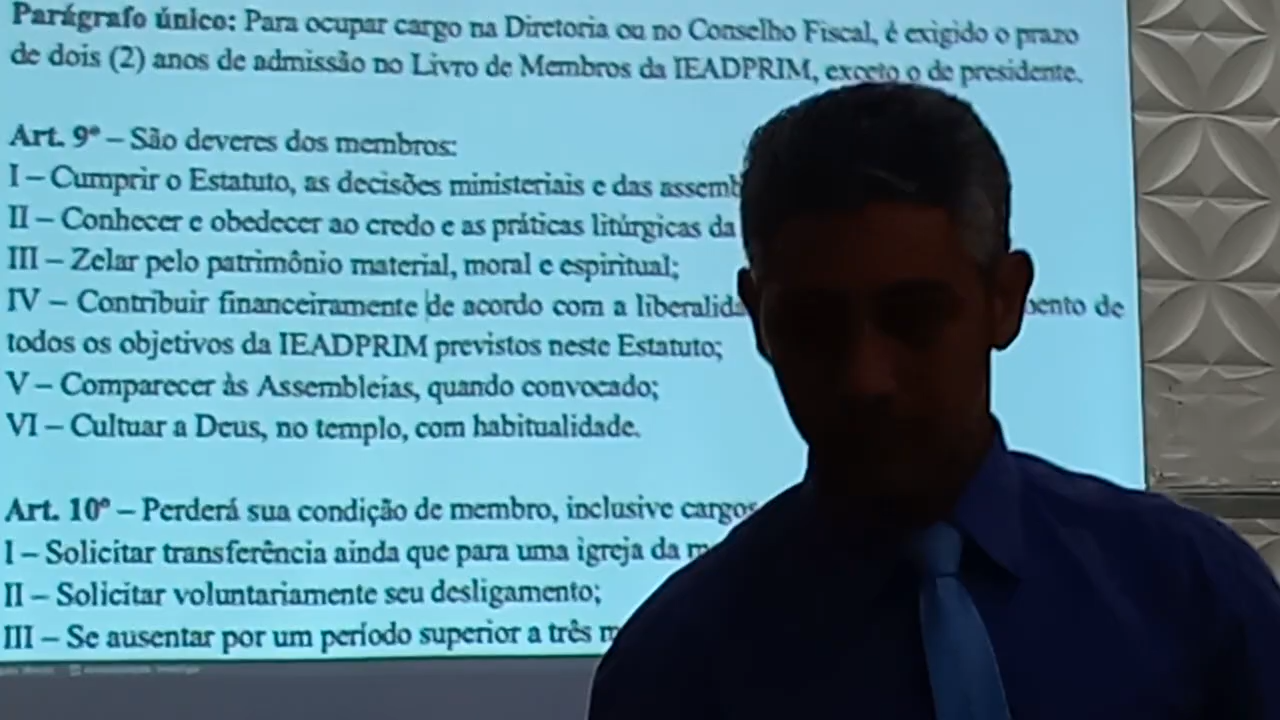 Parágrafo único: Para ocupar cargo na Diretoria ou no Conselho Fiscal, é exigido o prazo
de dois (2) anos de admissão no Livro de Membros da IEADPRIM, exceto o de presidente.
Art. 9º – São deveres dos membros:
I – Cumprir o Estatuto, as decisões ministeriais e das assemb
II – Conhecer e obedecer ao credo e as práticas litúrgicas da
III – Zelar pelo patrimônio material, moral e espiritual;
IV – Contribuir financeiramente de acordo com a liberalida ento de
todos os objetivos da IEADPRIM previstos neste Estatuto;
V – Comparecer às Assembleias, quando convocado;
VI – Cultuar a Deus, no templo, com habitualidade.
Art. 10º – Perderá sua condição de membro, inclusive cargos
I – Solicitar transferência ainda que para uma igreja da m
II – Solicitar voluntariamente seu desligamento;
III – Se ausentar por um período superior a três m